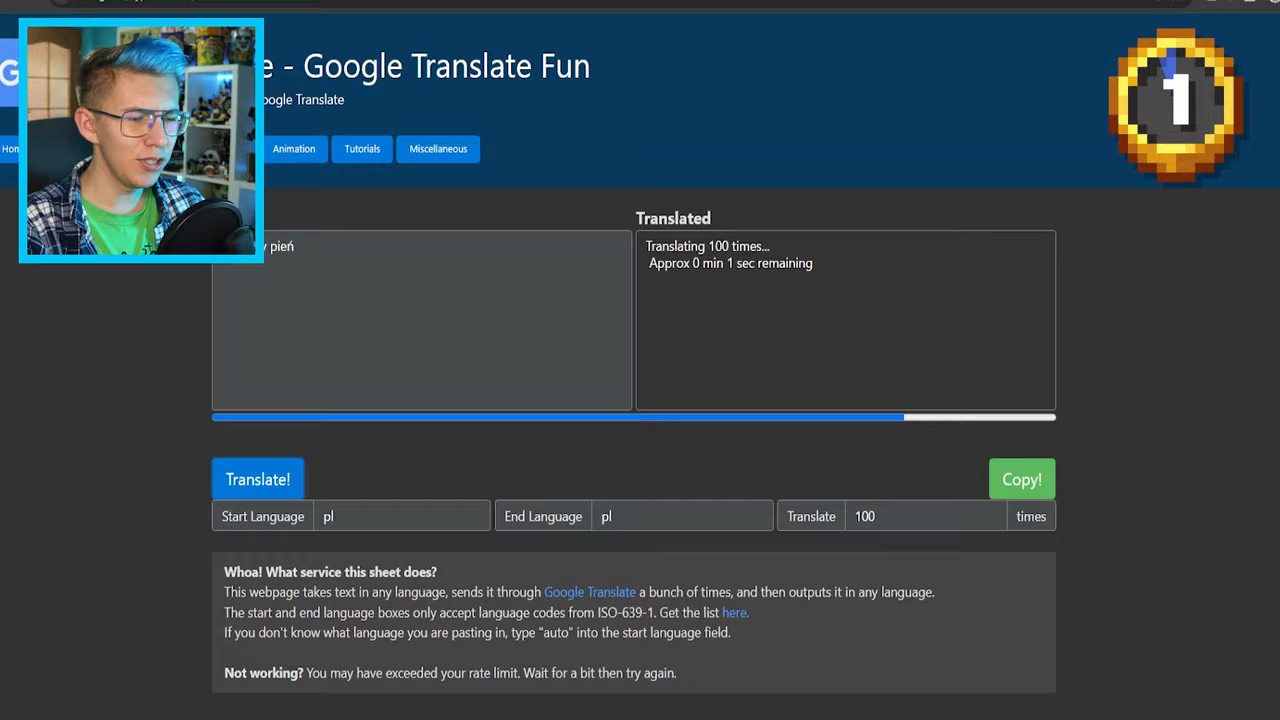 e - Google Translate Fun
oogle Translate
Hom
Animation
Tutorials
Miscellaneous
1
Translated
y pień
Translating 100 times...
Approx 0 min 1 sec remaining
Translate!
Copy!
Start Language pl End Language pl Translate 100 times
Whoa! What service this sheet does?
This webpage takes text in any language, sends it through Google Translate a bunch of times, and then outputs it in any language.
The start and end language boxes only accept language codes from ISO-639-1. Get the list here.
If you don't know what language you are pasting in, type "auto" into the start language field.
Not working? You may have exceeded your rate limit. Wait for a bit then try again.